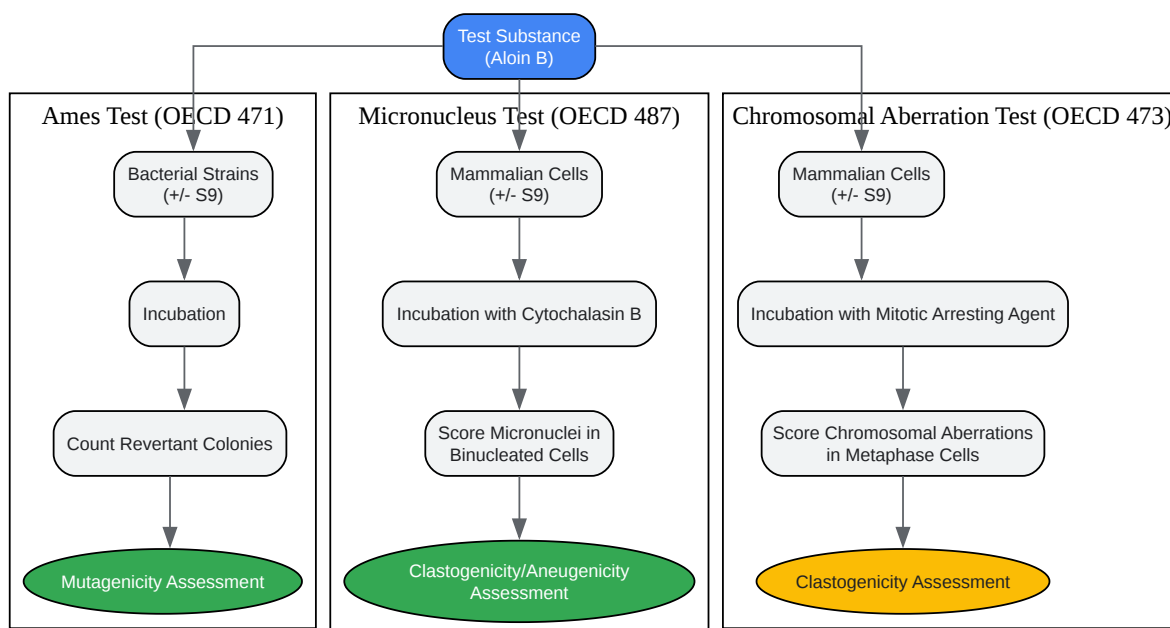 Test Substance
(Aloin B)
Ames Test (OECD 471)
Bacterial Strains
(+/- S9)
Incubation
Count Revertant Colonies
Mutagenicity Assessment
Micronucleus Test (OECD 487)
Mammalian Cells
(+/- S9)
Incubation with Cytochalasin B
Score Micronuclei in
Binucleated Cells
Clastogenicity/Aneugenicity
Assessment
Chromosomal Aberration Test (OECD 473)
Mammalian Cells
(+/- S9)
Incubation with Mitotic Arresting Agent
Score Chromosomal Aberrations
in Metaphase Cells
Clastogenicity Assessment